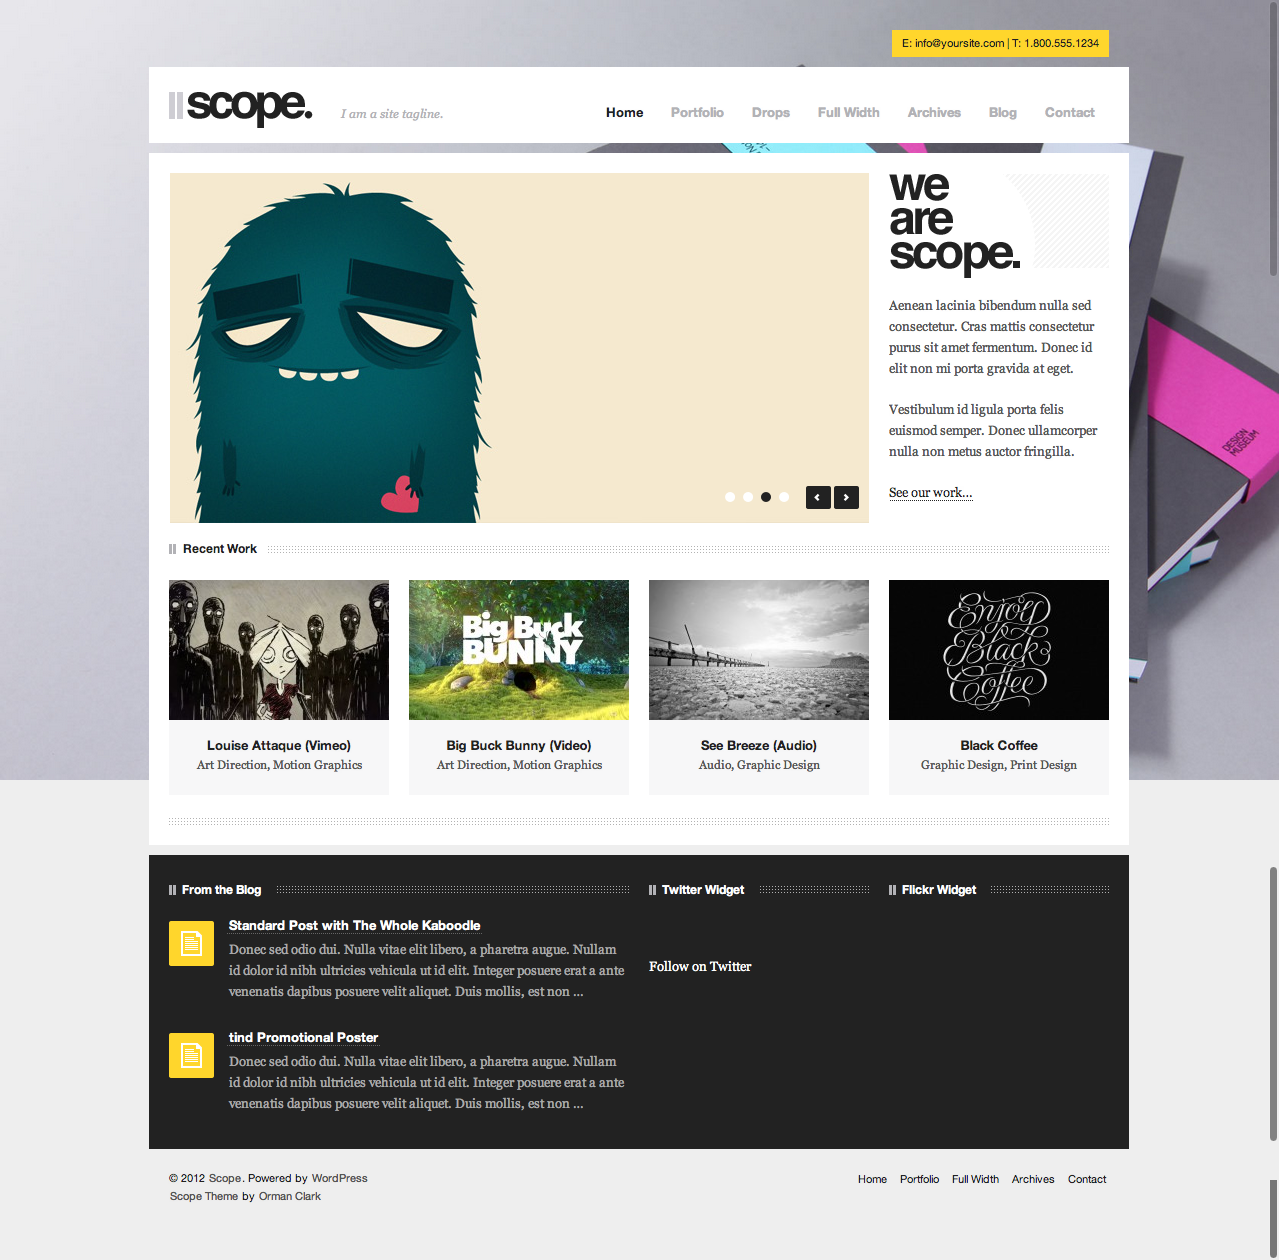 E: info@yoursite.com | T: 1.800.555.1234
scope.
I am a site tagline.
Home Portfolio Drops Full Width Archives Blog Contact
we
are
scope.
Aenean lacinia bibendum nulla sed
consectetur. Cras mattis consectetur
purus sit amet fermentum. Donec id
elit non mi porta gravida at eget.
Vestibulum id ligula porta felis
euismod semper. Donec ullamcorper
nulla non metus auctor fringilla.
See our work...
DESIGN
MUSEUM
Recent Work
Big Buck
BUNNY
Enjoy
Black
Coffee
Louise Attaque (Vimeo)
Art Direction, Motion Graphics
Big Buck Bunny (Video)
Art Direction, Motion Graphics
See Breeze (Audio)
Audio, Graphic Design
Black Coffee
Graphic Design, Print Design
From the Blog
Standard Post with The Whole Kaboodle
Donec sed odio dui. Nulla vitae elit libero, a pharetra augue. Nullam
id dolor id nibh ultricies vehicula ut id elit. Integer posuere erat a ante
venenatis dapibus posuere velit aliquet. Duis mollis, est non ...
tind Promotional Poster
Donec sed odio dui. Nulla vitae elit libero, a pharetra augue. Nullam
id dolor id nibh ultricies vehicula ut id elit. Integer posuere erat a ante
venenatis dapibus posuere velit aliquet. Duis mollis, est non ...
Twitter Widget
Follow on Twitter
Flickr Widget
© 2012 Scope. Powered by WordPress
Scope Theme by Orman Clark
Home Portfolio Full Width Archives Contact